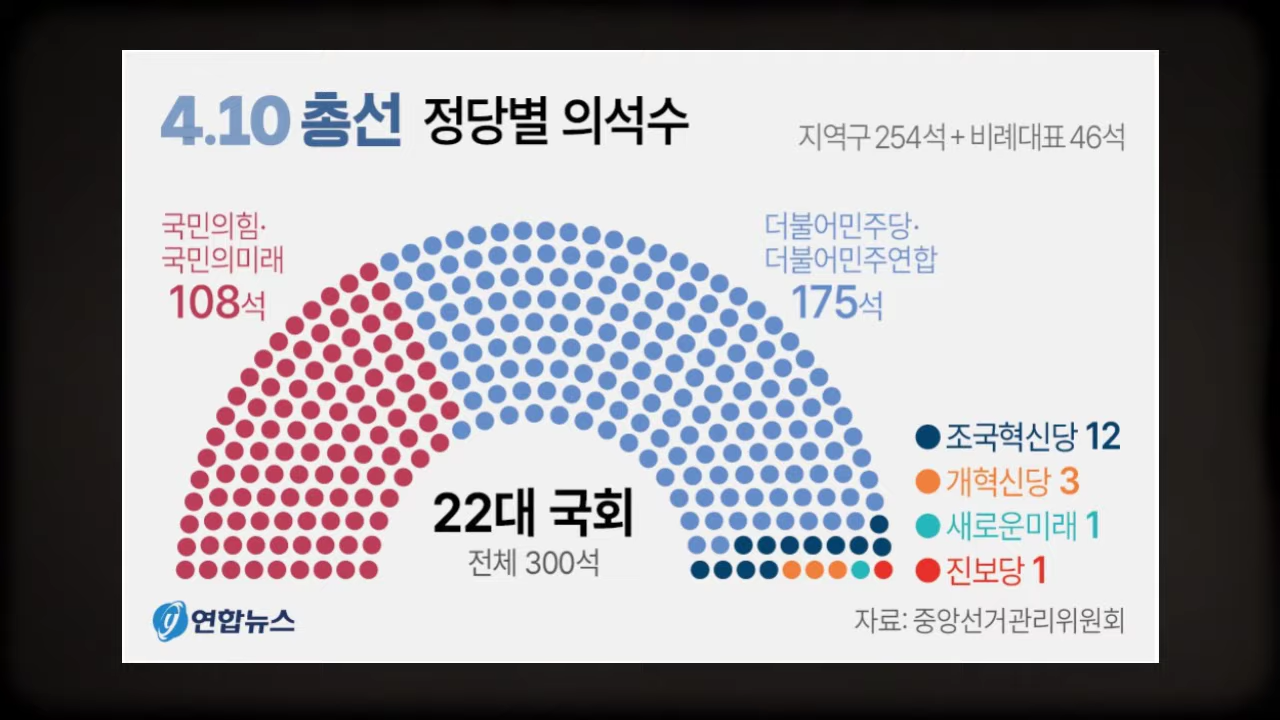 4.10 총선 정당별 의석수
지역구 254석 + 비례대표 46석
국민의힘·
국민의미래
108석
더불어민주당·
더불어민주연합
175석
조국혁신당 12
개혁신당 3
새로운미래 1
진보당 1
22대 국회
전체 300석
연합뉴스
자료: 중앙선거관리위원회